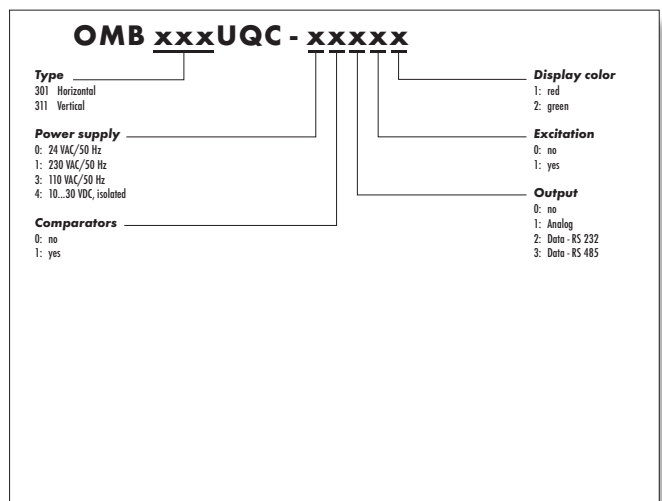 OMB xxxUQC - xxxxx
Type
301 Horizontal
311 Vertical
Power supply
0: 24 VAC/50 Hz
1: 230 VAC/50 Hz
3: 110 VAC/50 Hz
4: 10...30 VDC, isolated
Comparators
0: no
1: yes
Display color
1: red
2: green
Excitation
0: no
1: yes
Output
0: no
1: Analog
2: Data - RS 232
3: Data - RS 485